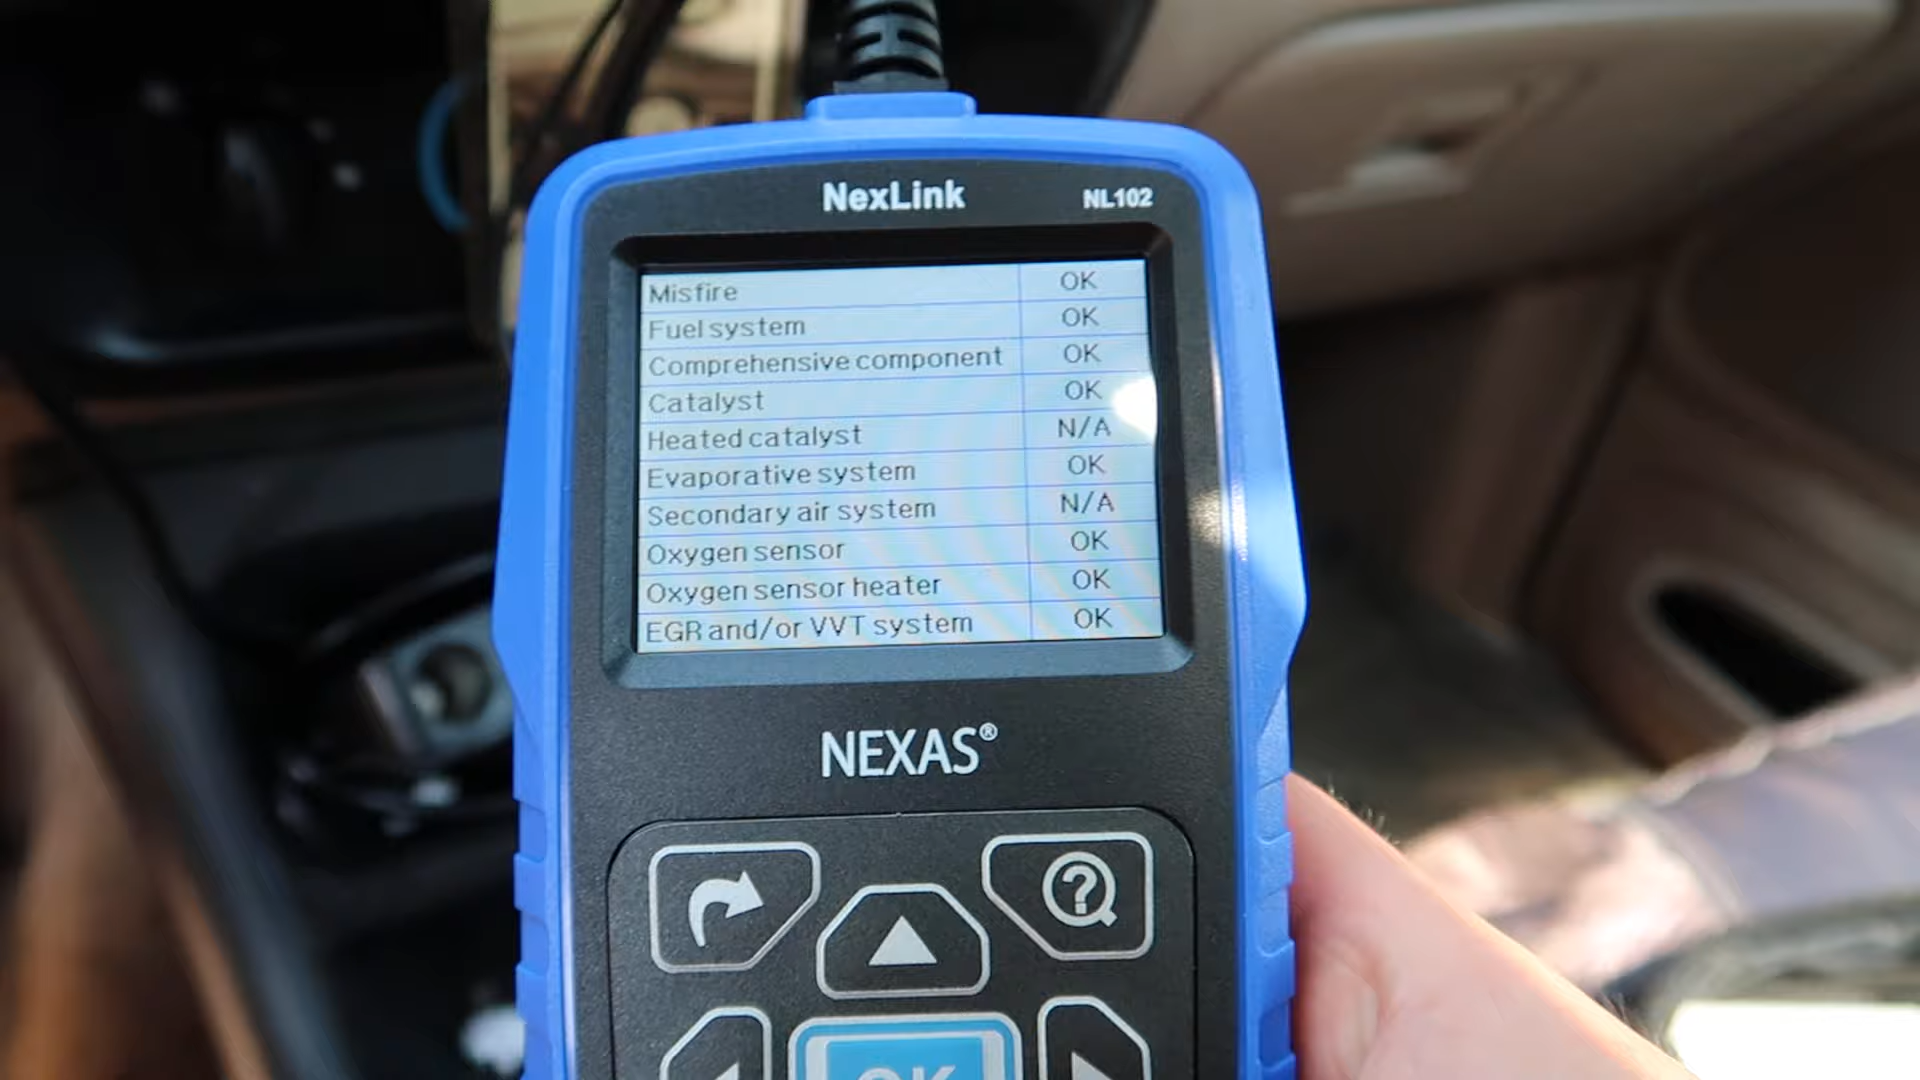 NexLink NL102
Misfire OK
Fuel system OK
Comprehensive component OK
Catalyst OK
Heated catalyst N/A
Evaporative system OK
Secondary air system N/A
Oxygen sensor OK
Oxygen sensor heater OK
EGR and/or VVT system OK
NEXAS®
?
OK